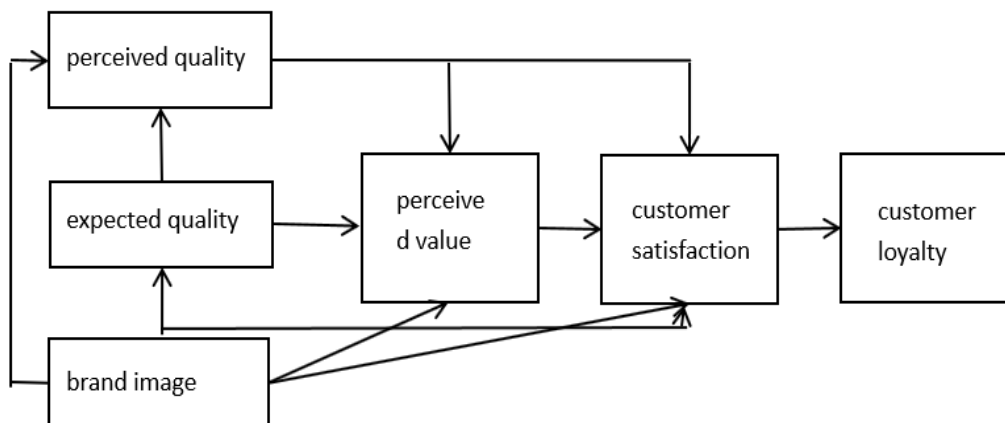 perceived quality
expected quality
perceive
d value
customer
satisfaction
customer
loyalty
brand image